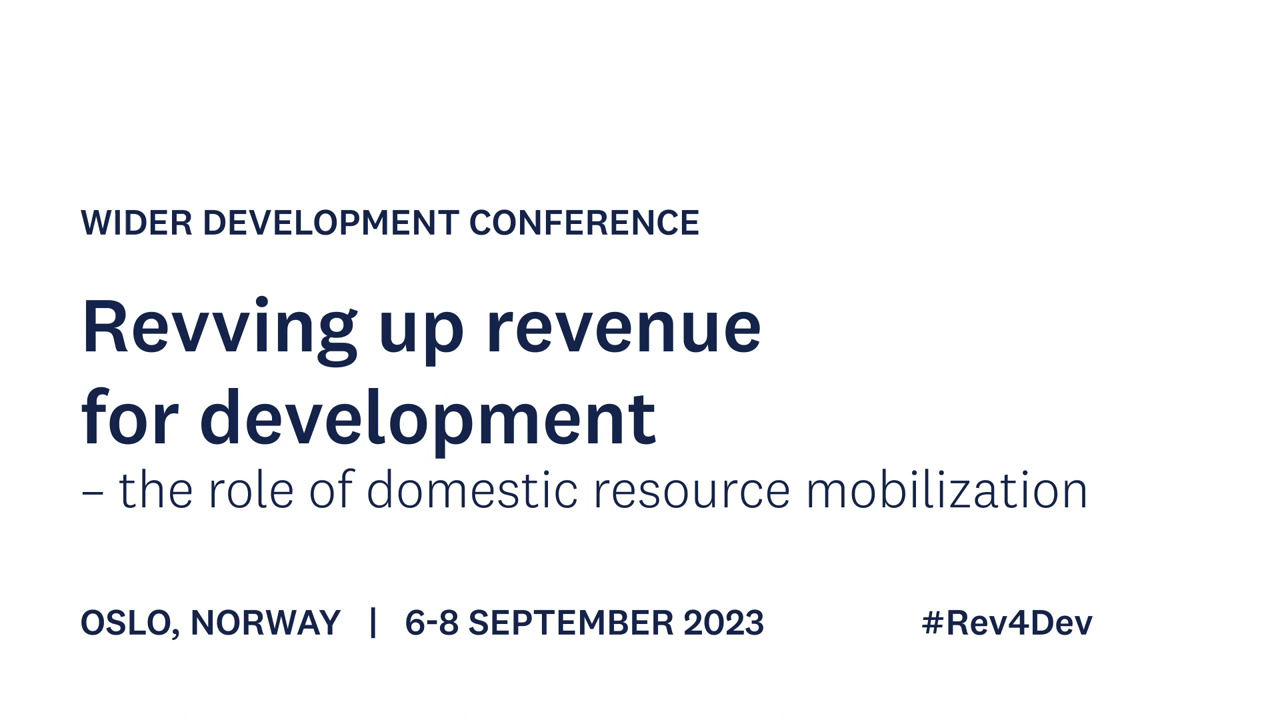 WIDER DEVELOPMENT CONFERENCE
Revving up revenue
for development
– the role of domestic resource mobilization
OSLO, NORWAY | 6-8 SEPTEMBER 2023 #Rev4Dev